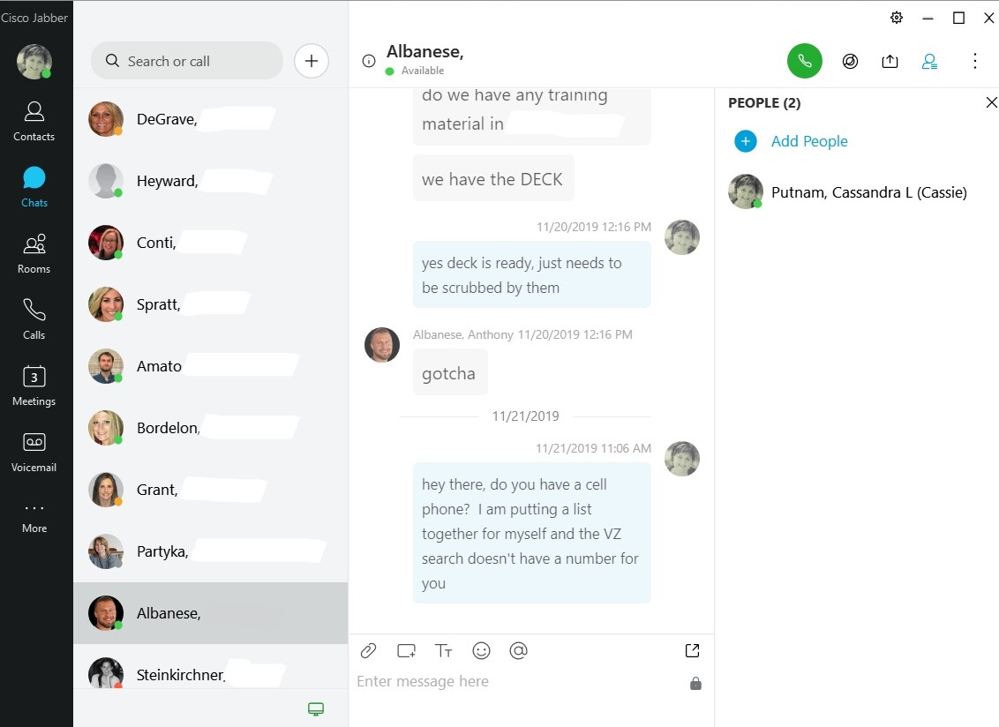 Cisco Jabber
Contacts
Chats
Rooms
Calls
3
Meetings
Voicemail
More
Search or call
DeGrave,
Heyward,
Conti,
Spratt,
Amato
Bordelon,
Grant,
Partyka,
Albanese,
Steinkirchner,
Albanese,
Available
do we have any training
material in
we have the DECK
11/20/2019 12:16 PM
yes deck is ready, just needs to
be scrubbed by them
Albanese, Anthony 11/20/2019 12:16 PM
gotcha
11/21/2019
11/21/2019 11:06 AM
hey there, do you have a cell
phone? I am putting a list
together for myself and the VZ
search doesn't have a number for
you
Enter message here
PEOPLE (2)
Add People
Putnam, Cassandra L (Cassie)